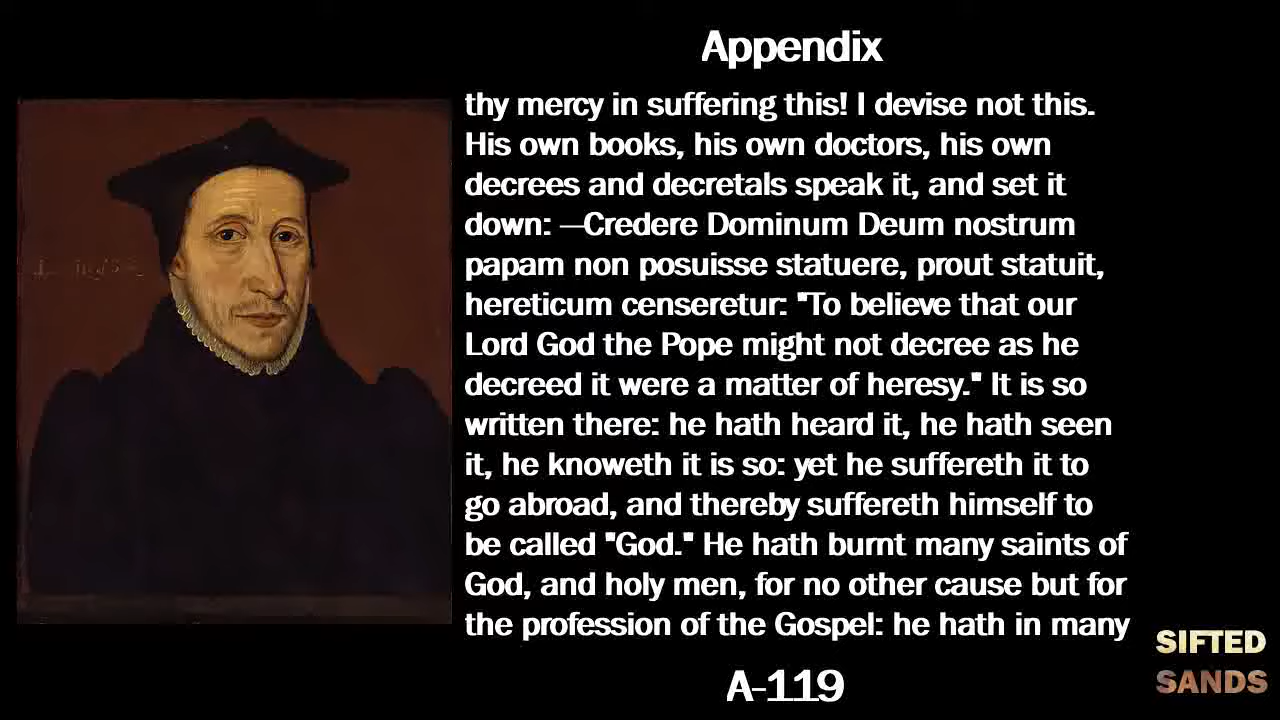 Appendix
thy mercy in suffering this! I devise not this.
His own books, his own doctors, his own
decrees and decretals speak it, and set it
down: —Credere Dominum Deum nostrum
papam non posuisse statuere, prout statuit,
hereticum censeretur: "To believe that our
Lord God the Pope might not decree as he
decreed it were a matter of heresy." It is so
written there: he hath heard it, he hath seen
it, he knoweth it is so: yet he suffereth it to
go abroad, and thereby suffereth himself to
be called "God." He hath burnt many saints of
God, and holy men, for no other cause but for
the profession of the Gospel: he hath in many
A-119
SIFTED
SANDS